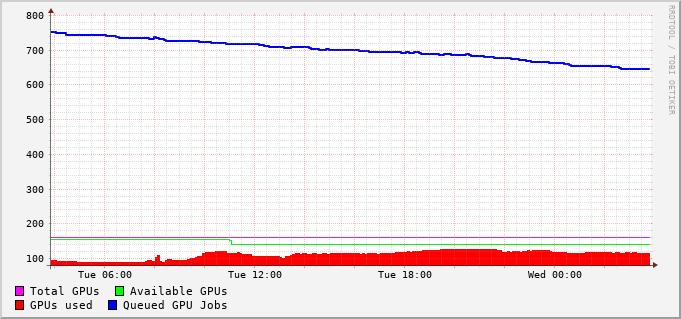 800
700
600
500
400
300
200
100
Tue 06:00 Tue 12:00 Tue 18:00 Wed 00:00
Total GPUs Available GPUs
GPUs used Queued GPU Jobs
RRDTOOL / TOBI OETIKER